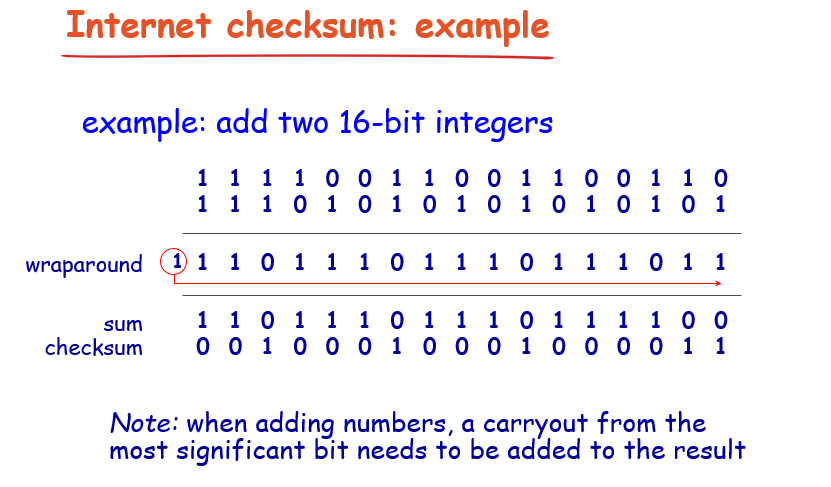 Internet checksum: example
example: add two 16-bit integers
1 1 1 1 0 0 1 1 0 0 1 1 0 0 1 1 0
1 1 1 0 1 0 1 0 1 0 1 0 1 0 1 0 1
wraparound 1 1 1 0 1 1 1 0 1 1 1 0 1 1 1 0 1 1
sum 1 1 0 1 1 1 0 1 1 1 0 1 1 1 1 0 0
checksum 0 0 1 0 0 0 1 0 0 0 1 0 0 0 0 1 1
Note: when adding numbers, a carryout from the
most significant bit needs to be added to the result